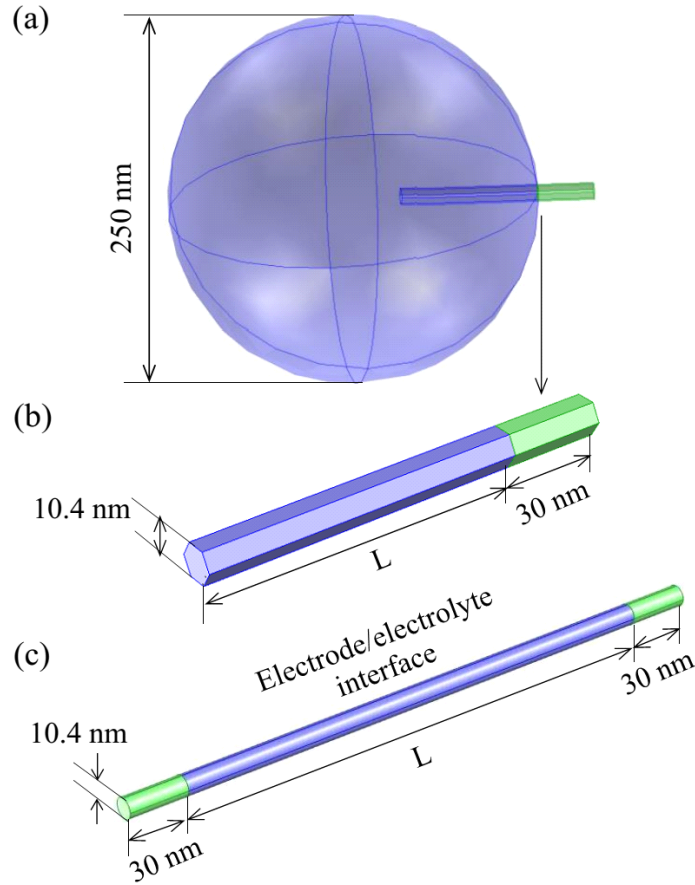 (a)
250 nm
(b)
10.4 nm
30 nm
L
(c)
Electrode/electrolyte
interface
10.4 nm
30 nm
L
30 nm